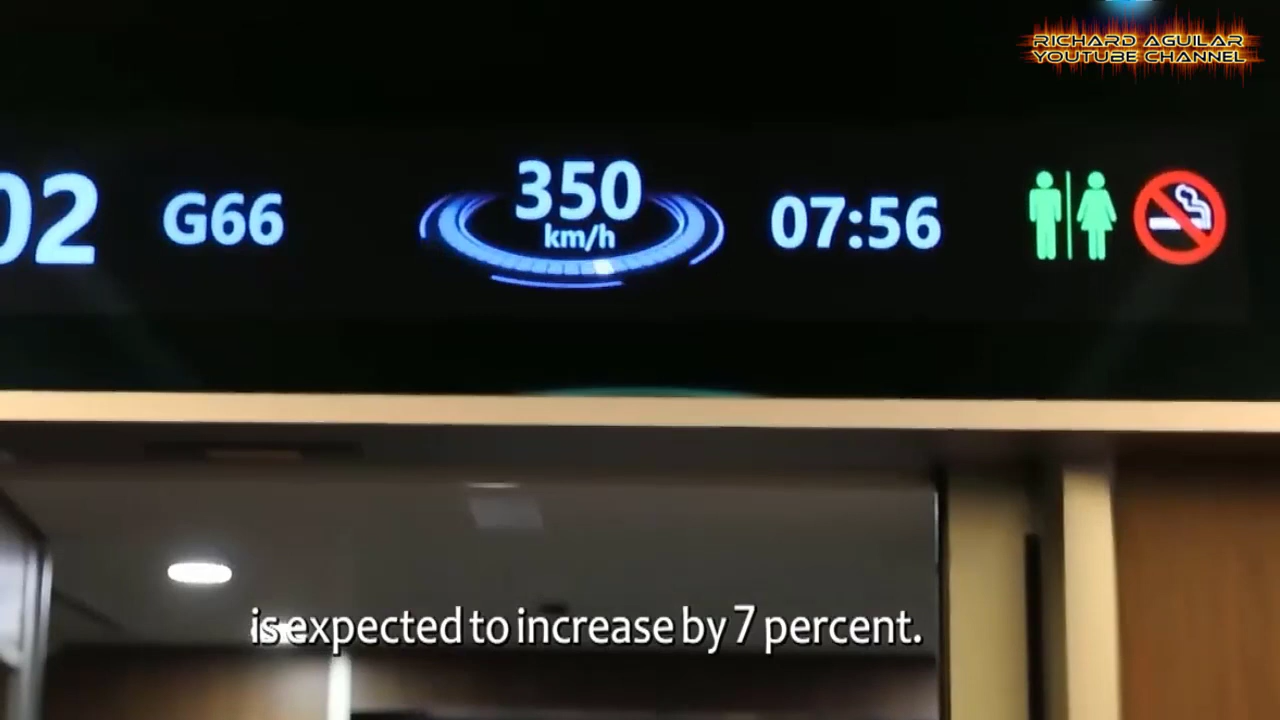 RICHARD AGUILAR
YOUTUBE CHANNEL
02 G66 350 km/h 07:56
is expected to increase by 7 percent.